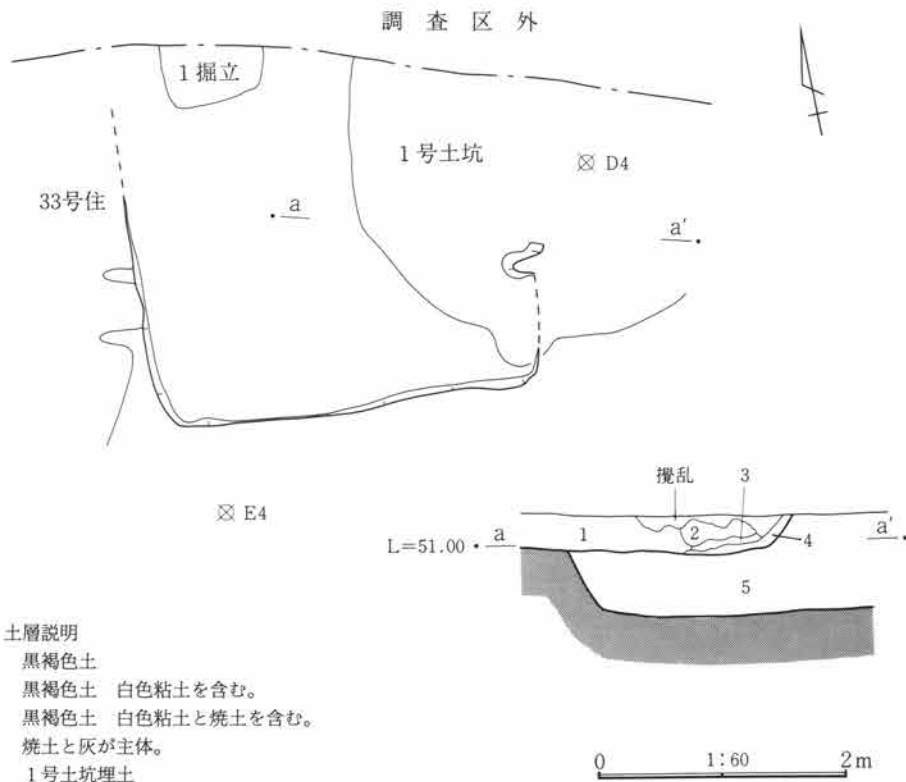 調査区外
1掘立
1号土坑
⊗ D4
33号住
a
a′
⊗ E4
攪乱
3
1
2
4
a′
L=51.00
a
5
土層説明
黒褐色土
黒褐色土 白色粘土を含む。
黒褐色土 白色粘土と焼土を含む。
焼土と灰が主体。
1号土坑埋土
0
1:60
2m